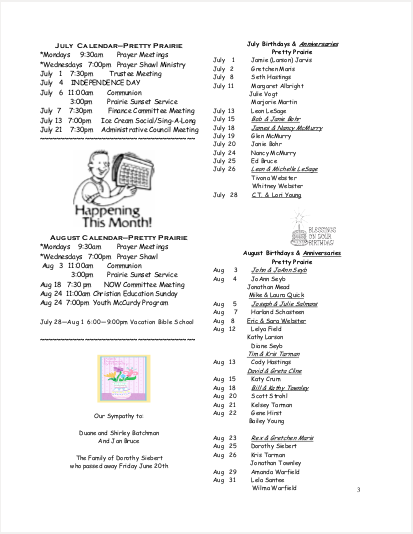 JULY CALENDAR—PRETTY PRAIRIE
*Mondays 9:30am Prayer Meetings
*Wednesdays 7:00pm Prayer Shawl Ministry
July 1 7:30pm Trustee Meeting
July 4 INDEPENDENCE DAY
July 6 11:00am Communion
3:00pm Prairie Sunset Service
July 7 7:30pm Finance Committee Meeting
July 13 7:00pm Ice Cream Social/Sing-A-Long
July 21 7:30pm Administrative Council Meeting
Happening
This Month!
AUGUST CALENDAR—PRETTY PRAIRIE
*Mondays 9:30am Prayer Meetings
*Wednesdays 7:00pm Prayer Shawl
Aug 3 11:00am Communion
3:00pm Prairie Sunset Service
Aug 18 7:30 pm NOW Committee Meeting
Aug 24 11:00am Christian Education Sunday
Aug 24 7:00pm Youth McCurdy Program
July 28—Aug 1 6:00—9:00pm Vacation Bible School
Our Sympathy to:
Duane and Shirley Botchman
And Jan Bruce
The Family of Dorothy Siebert
who passed away Friday June 20th
July Birthdays & Anniversaries
Pretty Prairie
July 1 Jamie (Larson) Jarvis
July 2 Gretchen Maris
July 8 Seth Hastings
July 11 Margaret Albright
Julie Vogt
Marjorie Martin
July 13 Leon LeSage
July 15 Bob & Janie Bohr
July 18 James & Nancy McMurry
July 19 Glen McMurry
July 20 Janie Bohr
July 24 Nancy McMurry
July 25 Ed Bruce
July 26 Leon & Michelle LeSage
Tivona Webster
Whitney Webster
July 28 C.T. & Lori Young
BLESSINGS
ON YOUR
BIRTHDAY!
August Birthdays & Anniversaries
Pretty Prairie
Aug 3 John & JoAnn Seyb
Aug 4 JoAnn Seyb
Jonathan Mead
Mike & Laura Quick
Aug 5 Joseph & Julie Salmans
Aug 7 Harland Schaisteen
Aug 8 Eric & Sara Webster
Aug 12 Lelya Field
Kathy Larson
Diane Seyb
Tim & Kris Tarman
Aug 13 Cody Hastings
David & Greta Cline
Aug 15 Katy Crum
Aug 18 Bill & Kathy Townley
Aug 20 Scott Strohl
Aug 21 Kelsey Tarman
Aug 22 Gene Hirst
Bailey Young
Aug 23 Rex & Gretchen Maris
Aug 25 Dorothy Siebert
Aug 26 Kris Tarman
Jonathan Townley
Aug 29 Amanda Warfield
Aug 31 Lela Santee
Wilma Warfield
3